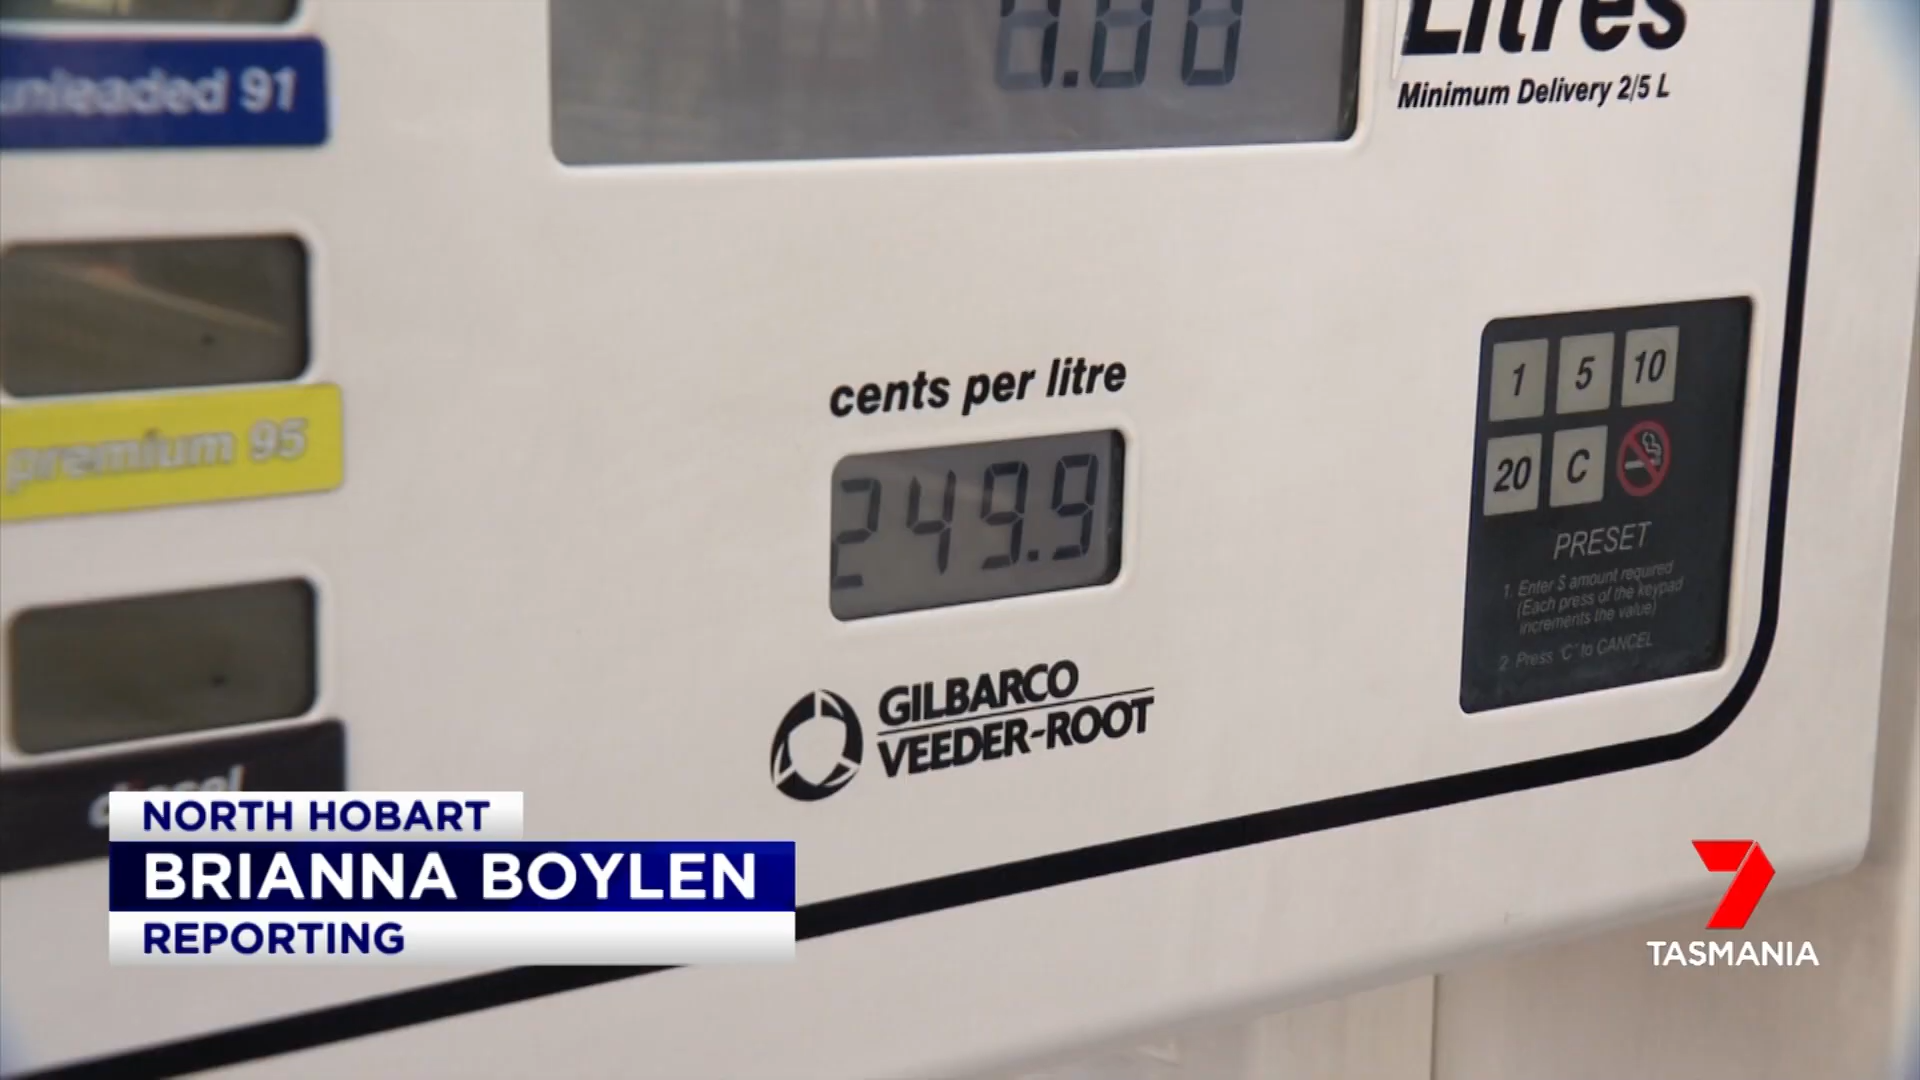 Litres
Minimum Delivery 2/5 L
unleaded 91
premium 95
diesel
cents per litre
249.9
GILBARCO
VEEDER-ROOT
1 5 10
20 C
PRESET
1. Enter $ amount required
(Each press of the keypad
increments the value)
2. Press "C" to CANCEL
NORTH HOBART
BRIANNA BOYLEN
REPORTING
7
TASMANIA